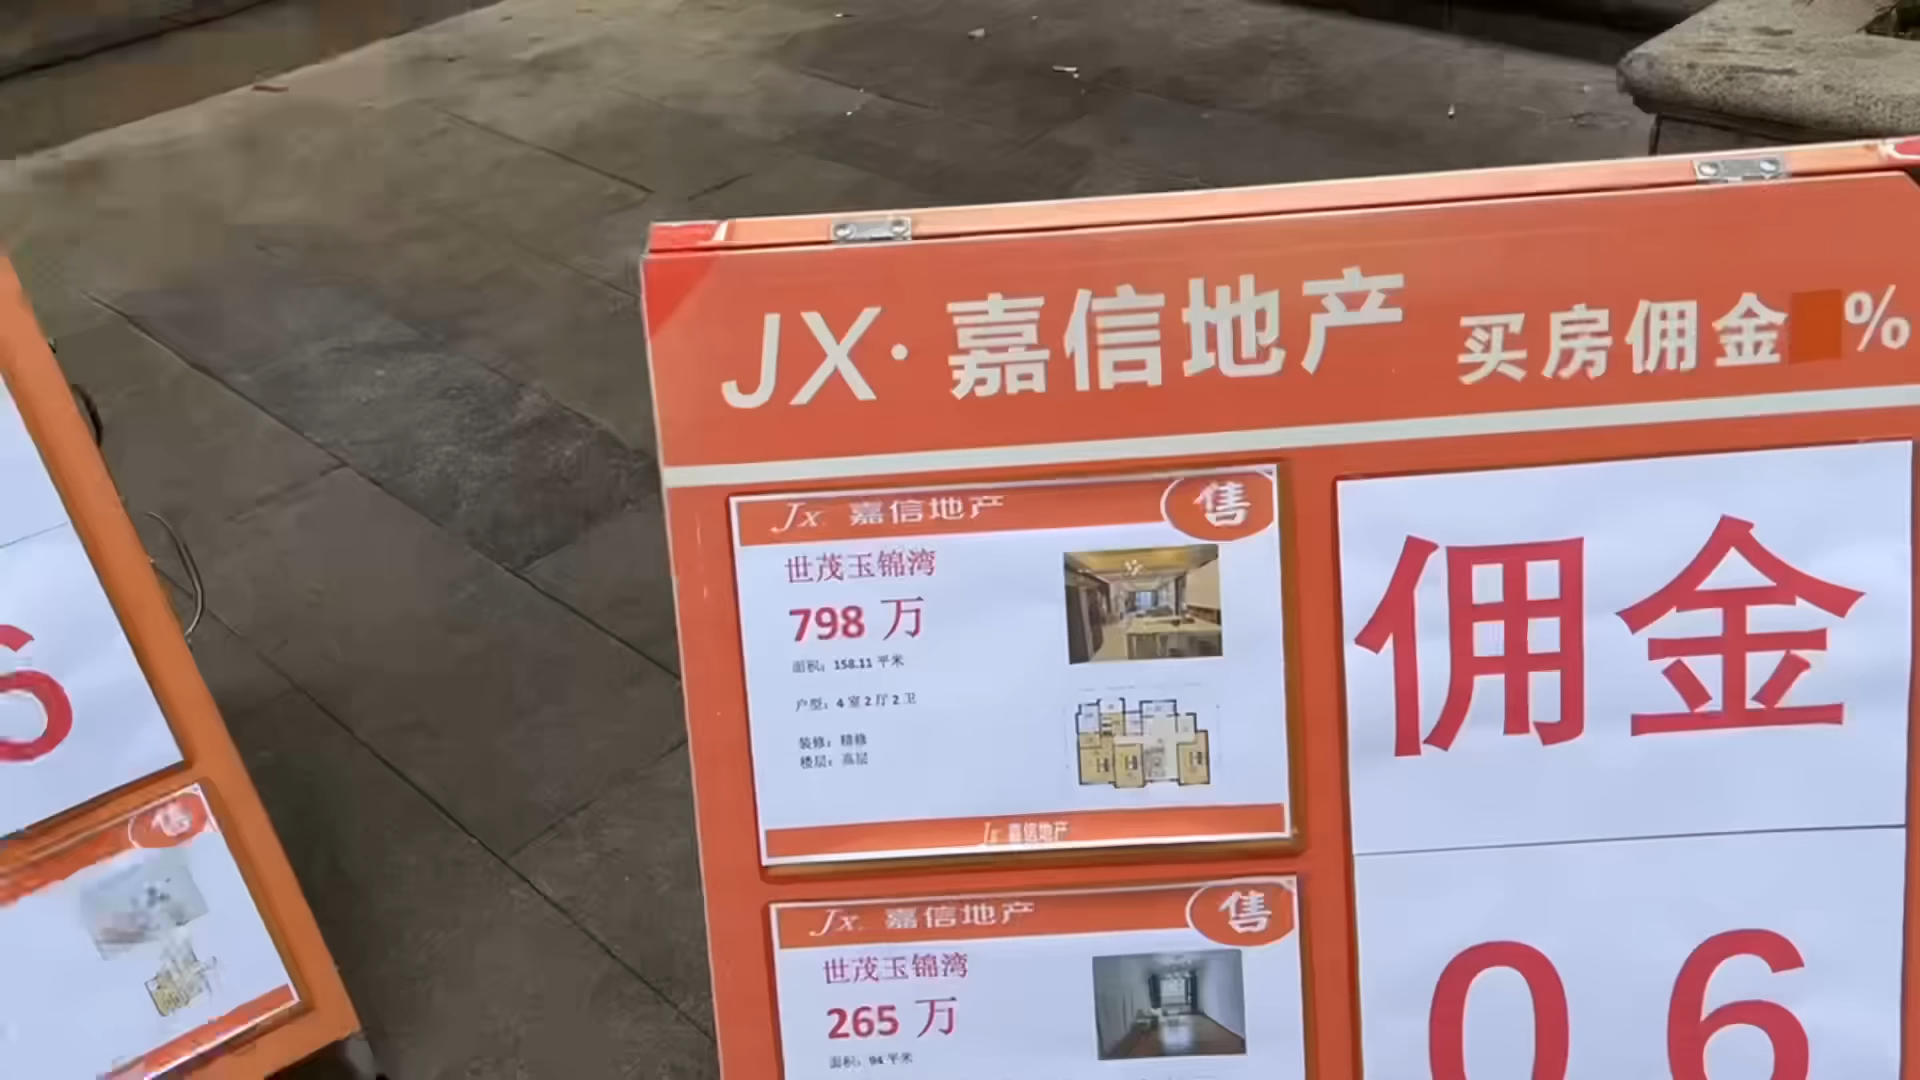 JX·嘉信地产 买房佣金 %
Jx. 嘉信地产 售
世茂玉锦湾
798 万
面积：158.11 平米
户型：4 室 2 厅 2 卫
装修：精修
楼层：高层
Jx 嘉信地产
Jx. 嘉信地产 售
世茂玉锦湾
265 万
面积：94 平米
佣金
06
6
售